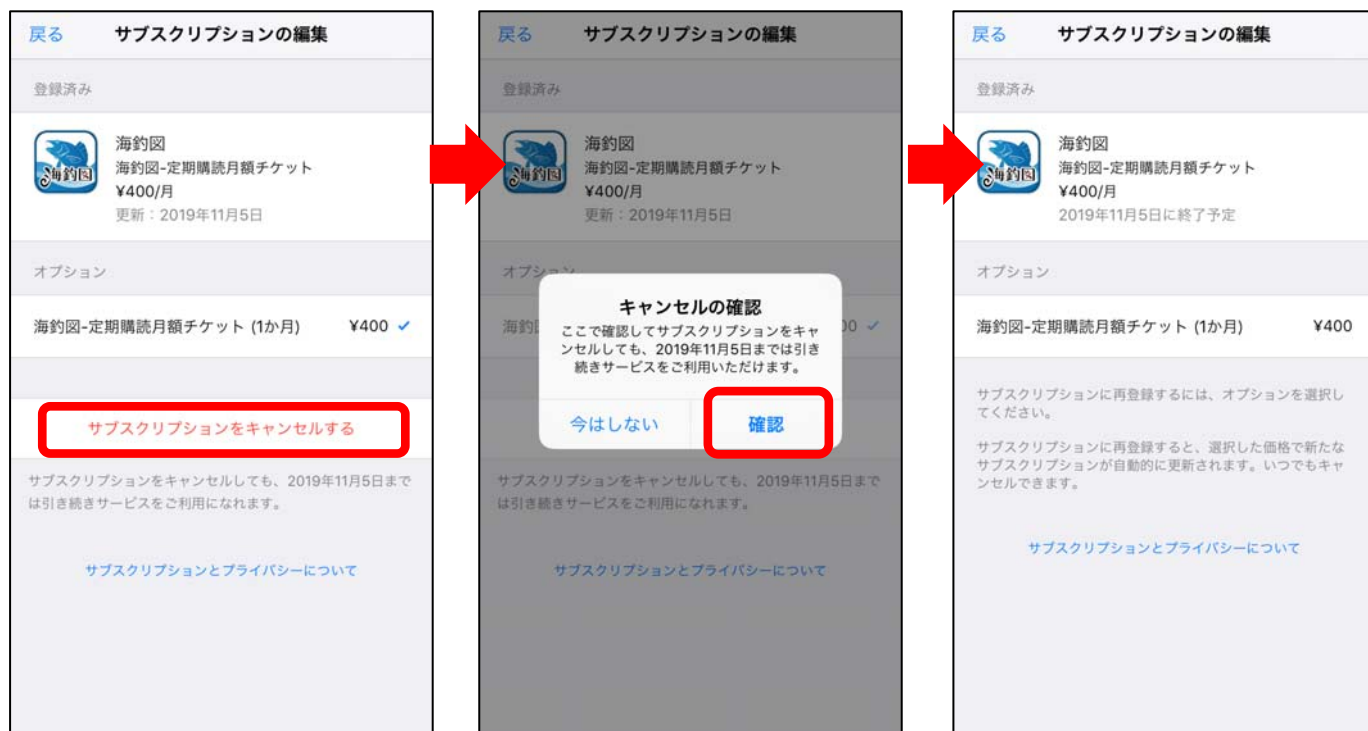 戻る サブスクリプションの編集
登録済み
海釣図
海釣図
海釣図-定期購読月額チケット
¥400/月
更新：2019年11月5日
オプション
海釣図-定期購読月額チケット (1か月) ¥400
サブスクリプションをキャンセルする
サブスクリプションをキャンセルしても、2019年11月5日まで
は引き続きサービスをご利用になれます。
サブスクリプションとプライバシーについて
戻る サブスクリプションの編集
登録済み
海釣図
海釣図
海釣図-定期購読月額チケット
¥400/月
更新：2019年11月5日
オプション
キャンセルの確認
ここで確認してサブスクリプションをキャ
ンセルしても、2019年11月5日までは引き
続きサービスをご利用いただけます。
今はしない 確認
サブスクリプションをキャンセルしても、2019年11月5日まで
は引き続きサービスをご利用になれます。
サブスクリプションとプライバシーについて
戻る サブスクリプションの編集
登録済み
海釣図
海釣図
海釣図-定期購読月額チケット
¥400/月
2019年11月5日に終了予定
オプション
海釣図-定期購読月額チケット (1か月) ¥400
サブスクリプションに再登録するには、オプションを選択し
てください。
サブスクリプションに再登録すると、選択した価格で新たな
サブスクリプションが自動的に更新されます。いつでもキャ
ンセルできます。
サブスクリプションとプライバシーについて